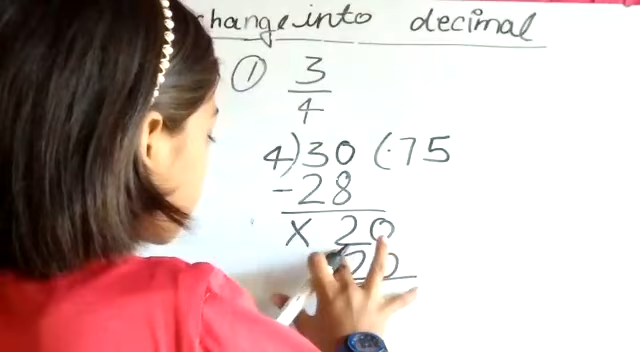 change into decimal
① 3
4
4)30(.75
-28
x 20
20